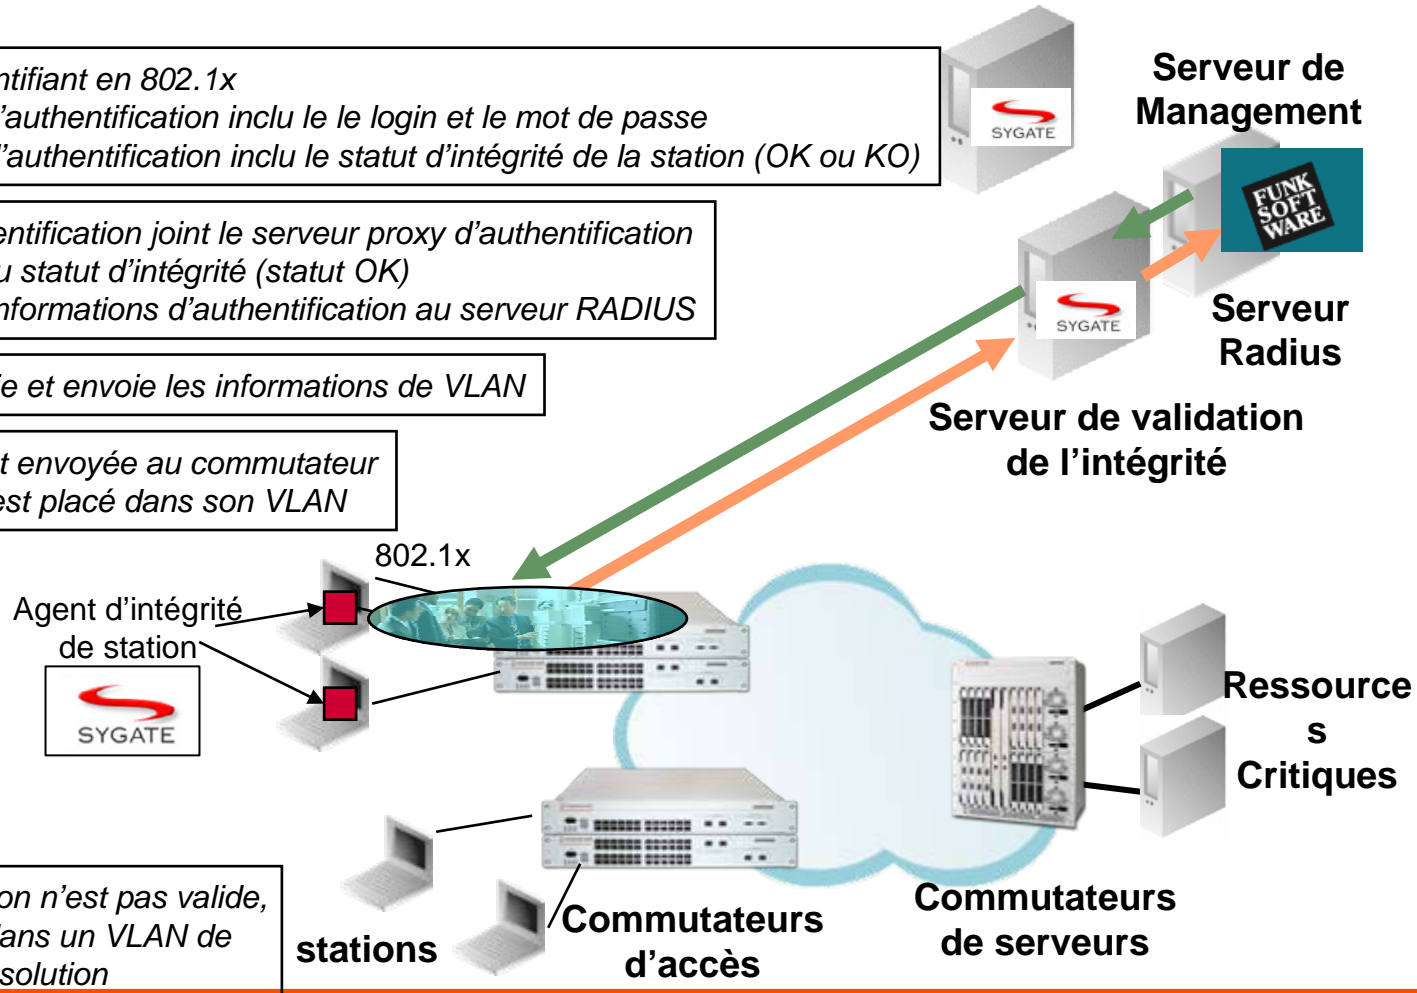 ntifiant en 802.1x
'authentification inclu le le login et le mot de passe
l'authentification inclu le statut d'intégrité de la station (OK ou KO)
SYGATE
Serveur de
Management
entification joint le serveur proxy d'authentification
u statut d'intégrité (statut OK)
nformations d'authentification au serveur RADIUS
FUNK
SOFT
WARE
SYGATE
Serveur
Radius
ie et envoie les informations de VLAN
Serveur de validation
de l'intégrité
t envoyée au commutateur
est placé dans son VLAN
802.1x
Agent d'intégrité
de station
SYGATE
Ressource
s
Critiques
on n'est pas valide,
dans un VLAN de
solution
stations
Commutateurs
d'accès
Commutateurs
de serveurs